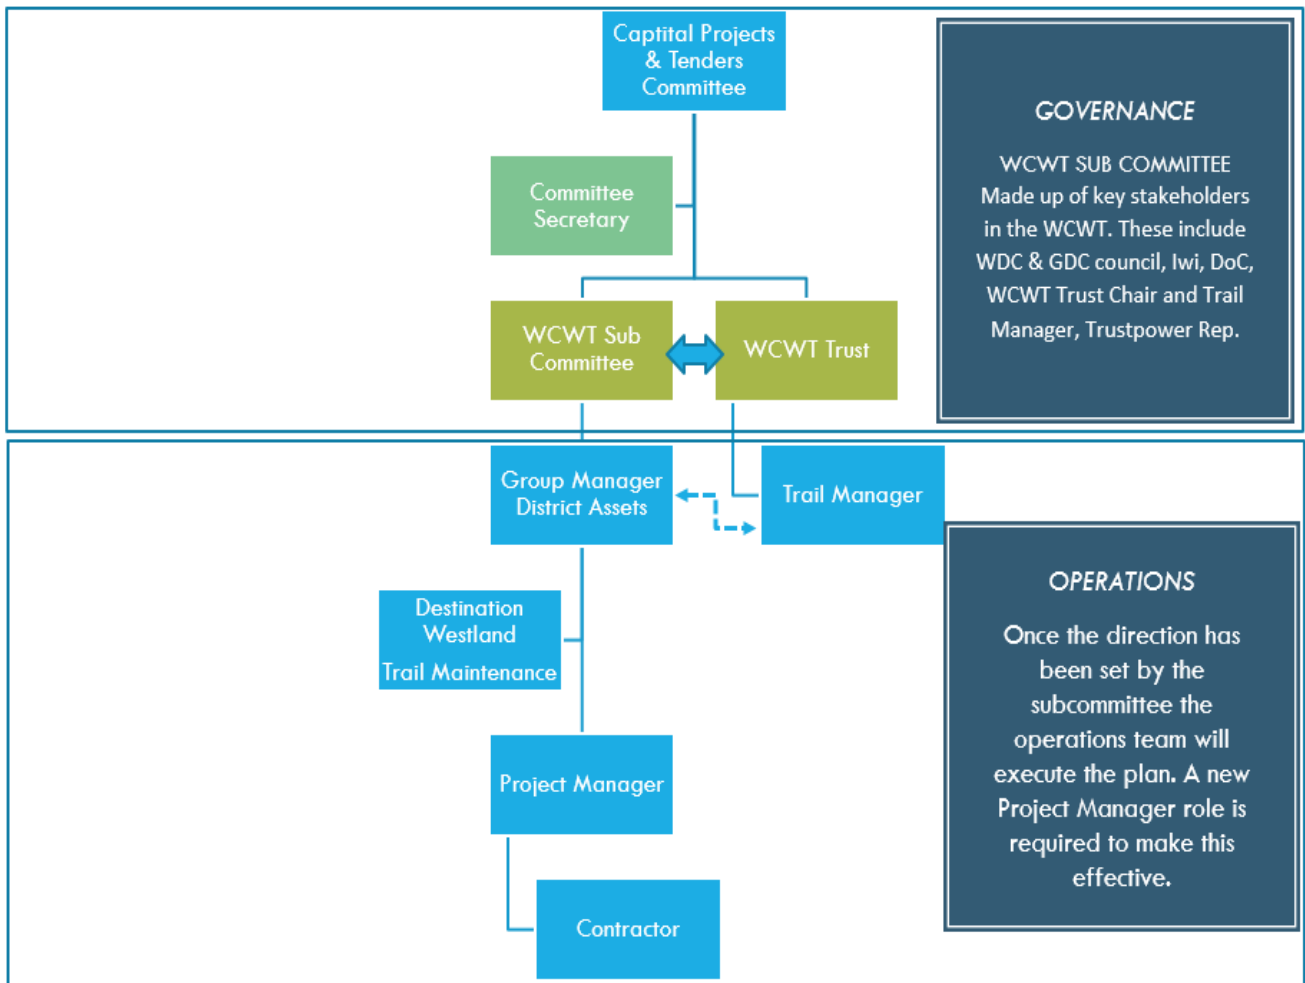 Captital Projects
& Tenders
Committee
GOVERNANCE
WCWT SUB COMMITTEE
Made up of key stakeholders
in the WCWT. These include
WDC & GDC council, Iwi, DoC,
WCWT Trust Chair and Trail
Manager, Trustpower Rep.
Committee
Secretary
WCWT Sub
Committee
WCWT Trust
Group Manager
District Assets
Trail Manager
Destination
Westland
Trail Maintenance
OPERATIONS
Once the direction has
been set by the
subcommittee the
operations team will
execute the plan. A new
Project Manager role is
required to make this
effective.
Project Manager
Contractor